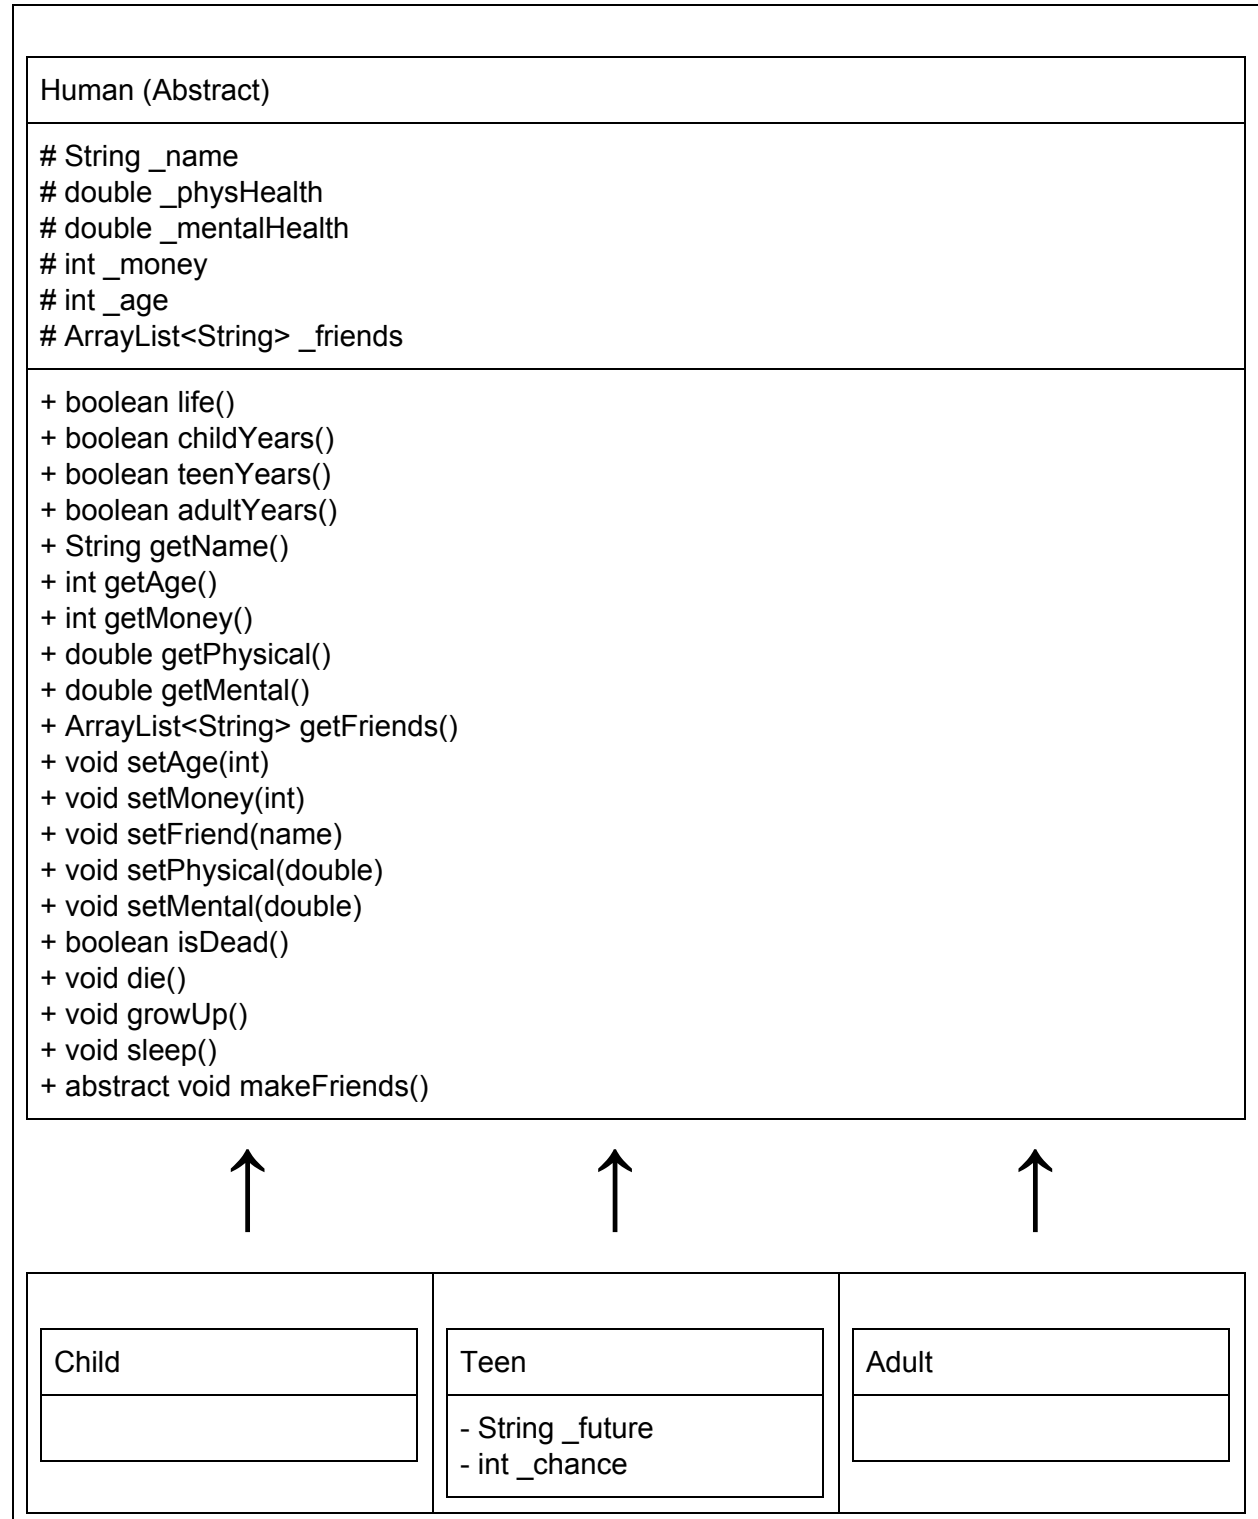 Human (Abstract)
# String _name
# double _physHealth
# double _mentalHealth
# int _money
# int _age
# ArrayList<String> _friends
+ boolean life()
+ boolean childYears()
+ boolean teenYears()
+ boolean adultYears()
+ String getName()
+ int getAge()
+ int getMoney()
+ double getPhysical()
+ double getMental()
+ ArrayList<String> getFriends()
+ void setAge(int)
+ void setMoney(int)
+ void setFriend(name)
+ void setPhysical(double)
+ void setMental(double)
+ boolean isDead()
+ void die()
+ void growUp()
+ void sleep()
+ abstract void makeFriends()
Child
Teen
- String _future
- int _chance
Adult